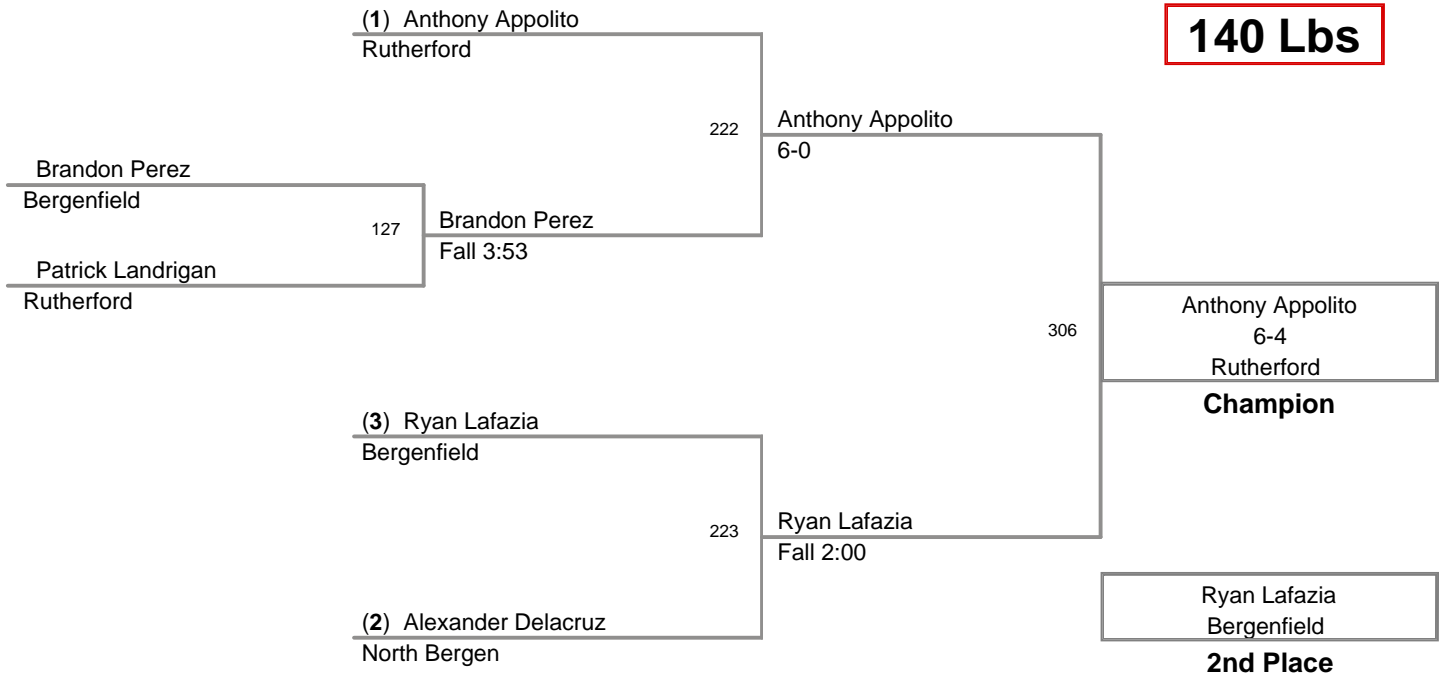 (1) Anthony Appolito
Rutherford
140 Lbs
222
Anthony Appolito
6-0
Brandon Perez
Bergenfield
127
Brandon Perez
Fall 3:53
Patrick Landrigan
Rutherford
306
Anthony Appolito
6-4
Rutherford
Champion
(3) Ryan Lafazia
Bergenfield
223
Ryan Lafazia
Fall 2:00
(2) Alexander Delacruz
North Bergen
Ryan Lafazia
Bergenfield
2nd Place